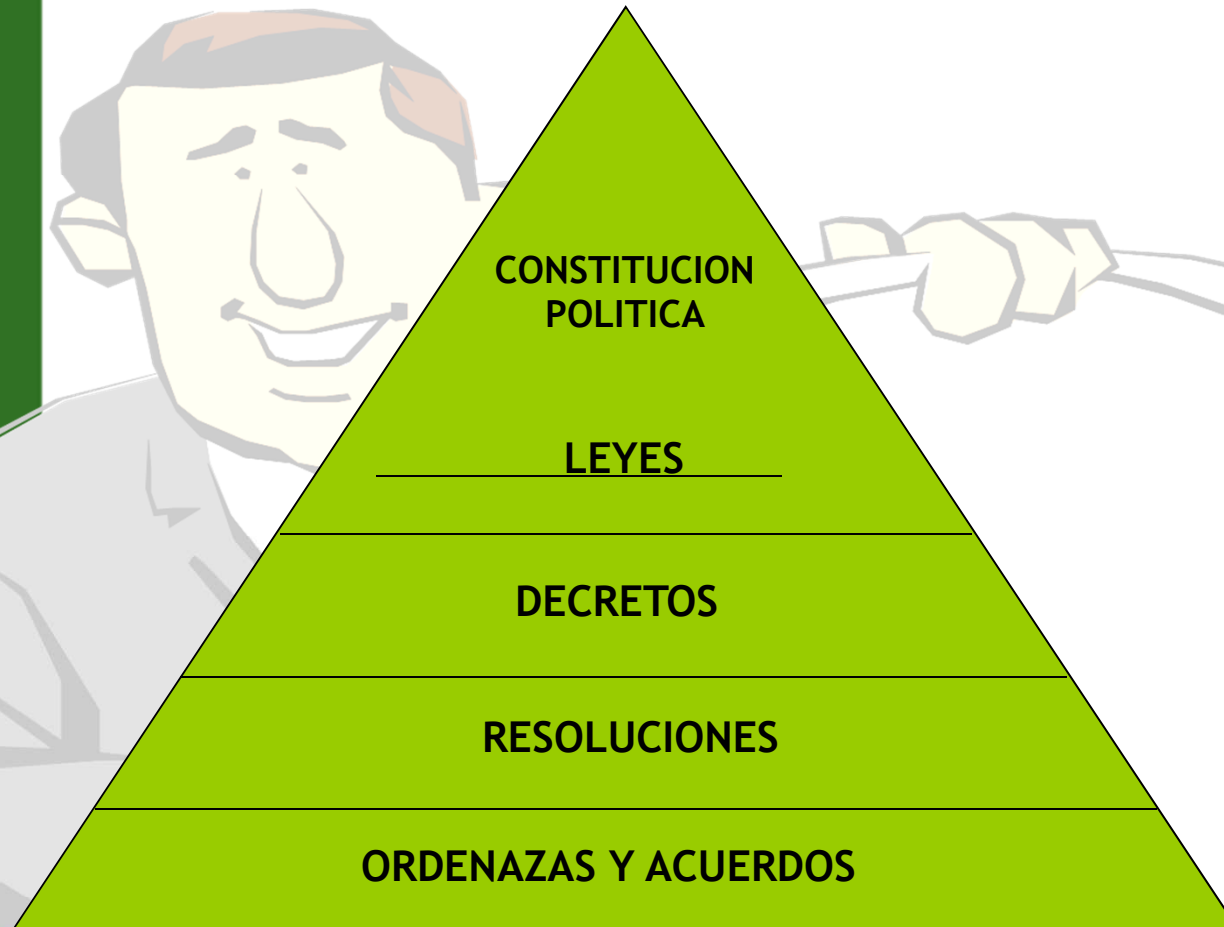 CONSTITUCION
POLITICA
LEYES
DECRETOS
RESOLUCIONES
ORDENAZAS Y ACUERDOS